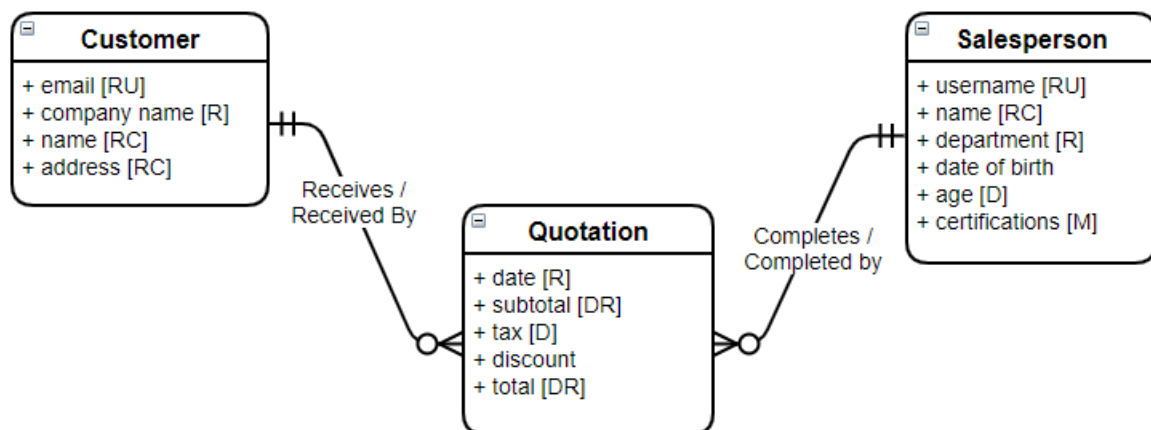 Customer
+ email [RU]
+ company name [R]
+ name [RC]
+ address [RC]
Receives /
Received By
Quotation
+ date [R]
+ subtotal [DR]
+ tax [D]
+ discount
+ total [DR]
Completes /
Completed by
Salesperson
+ username [RU]
+ name [RC]
+ department [R]
+ date of birth
+ age [D]
+ certifications [M]